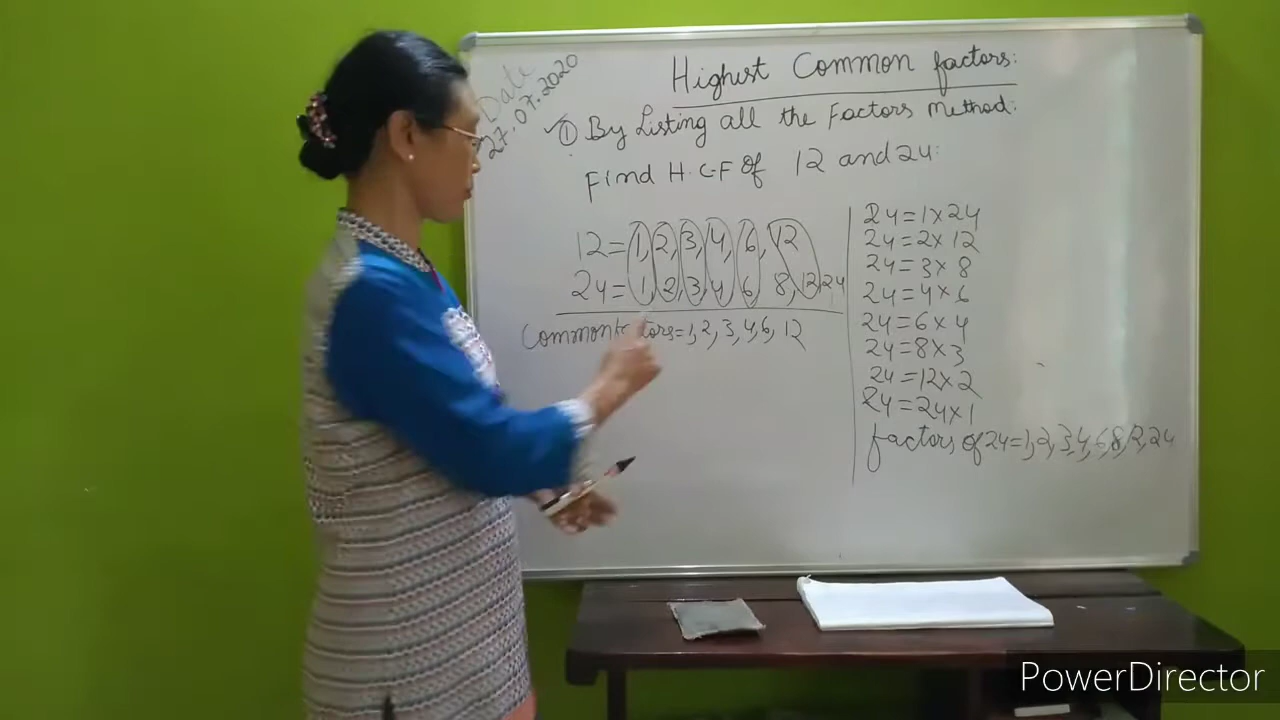 Date
27.07.2020
Highest Common factors:
① By Listing all the Factors Method:
Find H.C.F of 12 and 24:
12=1,2,3,4,6,12
24=1,2,3,4,6 8,12,24
Common Factors=1,2,3,4,6,12
24=1×24
24=2×12
24=3×8
24=4×6
24=6×4
24=8×3
24=12×2
24=24×1
factors of 24=1,2,3,4,6,8,12,24
PowerDirector